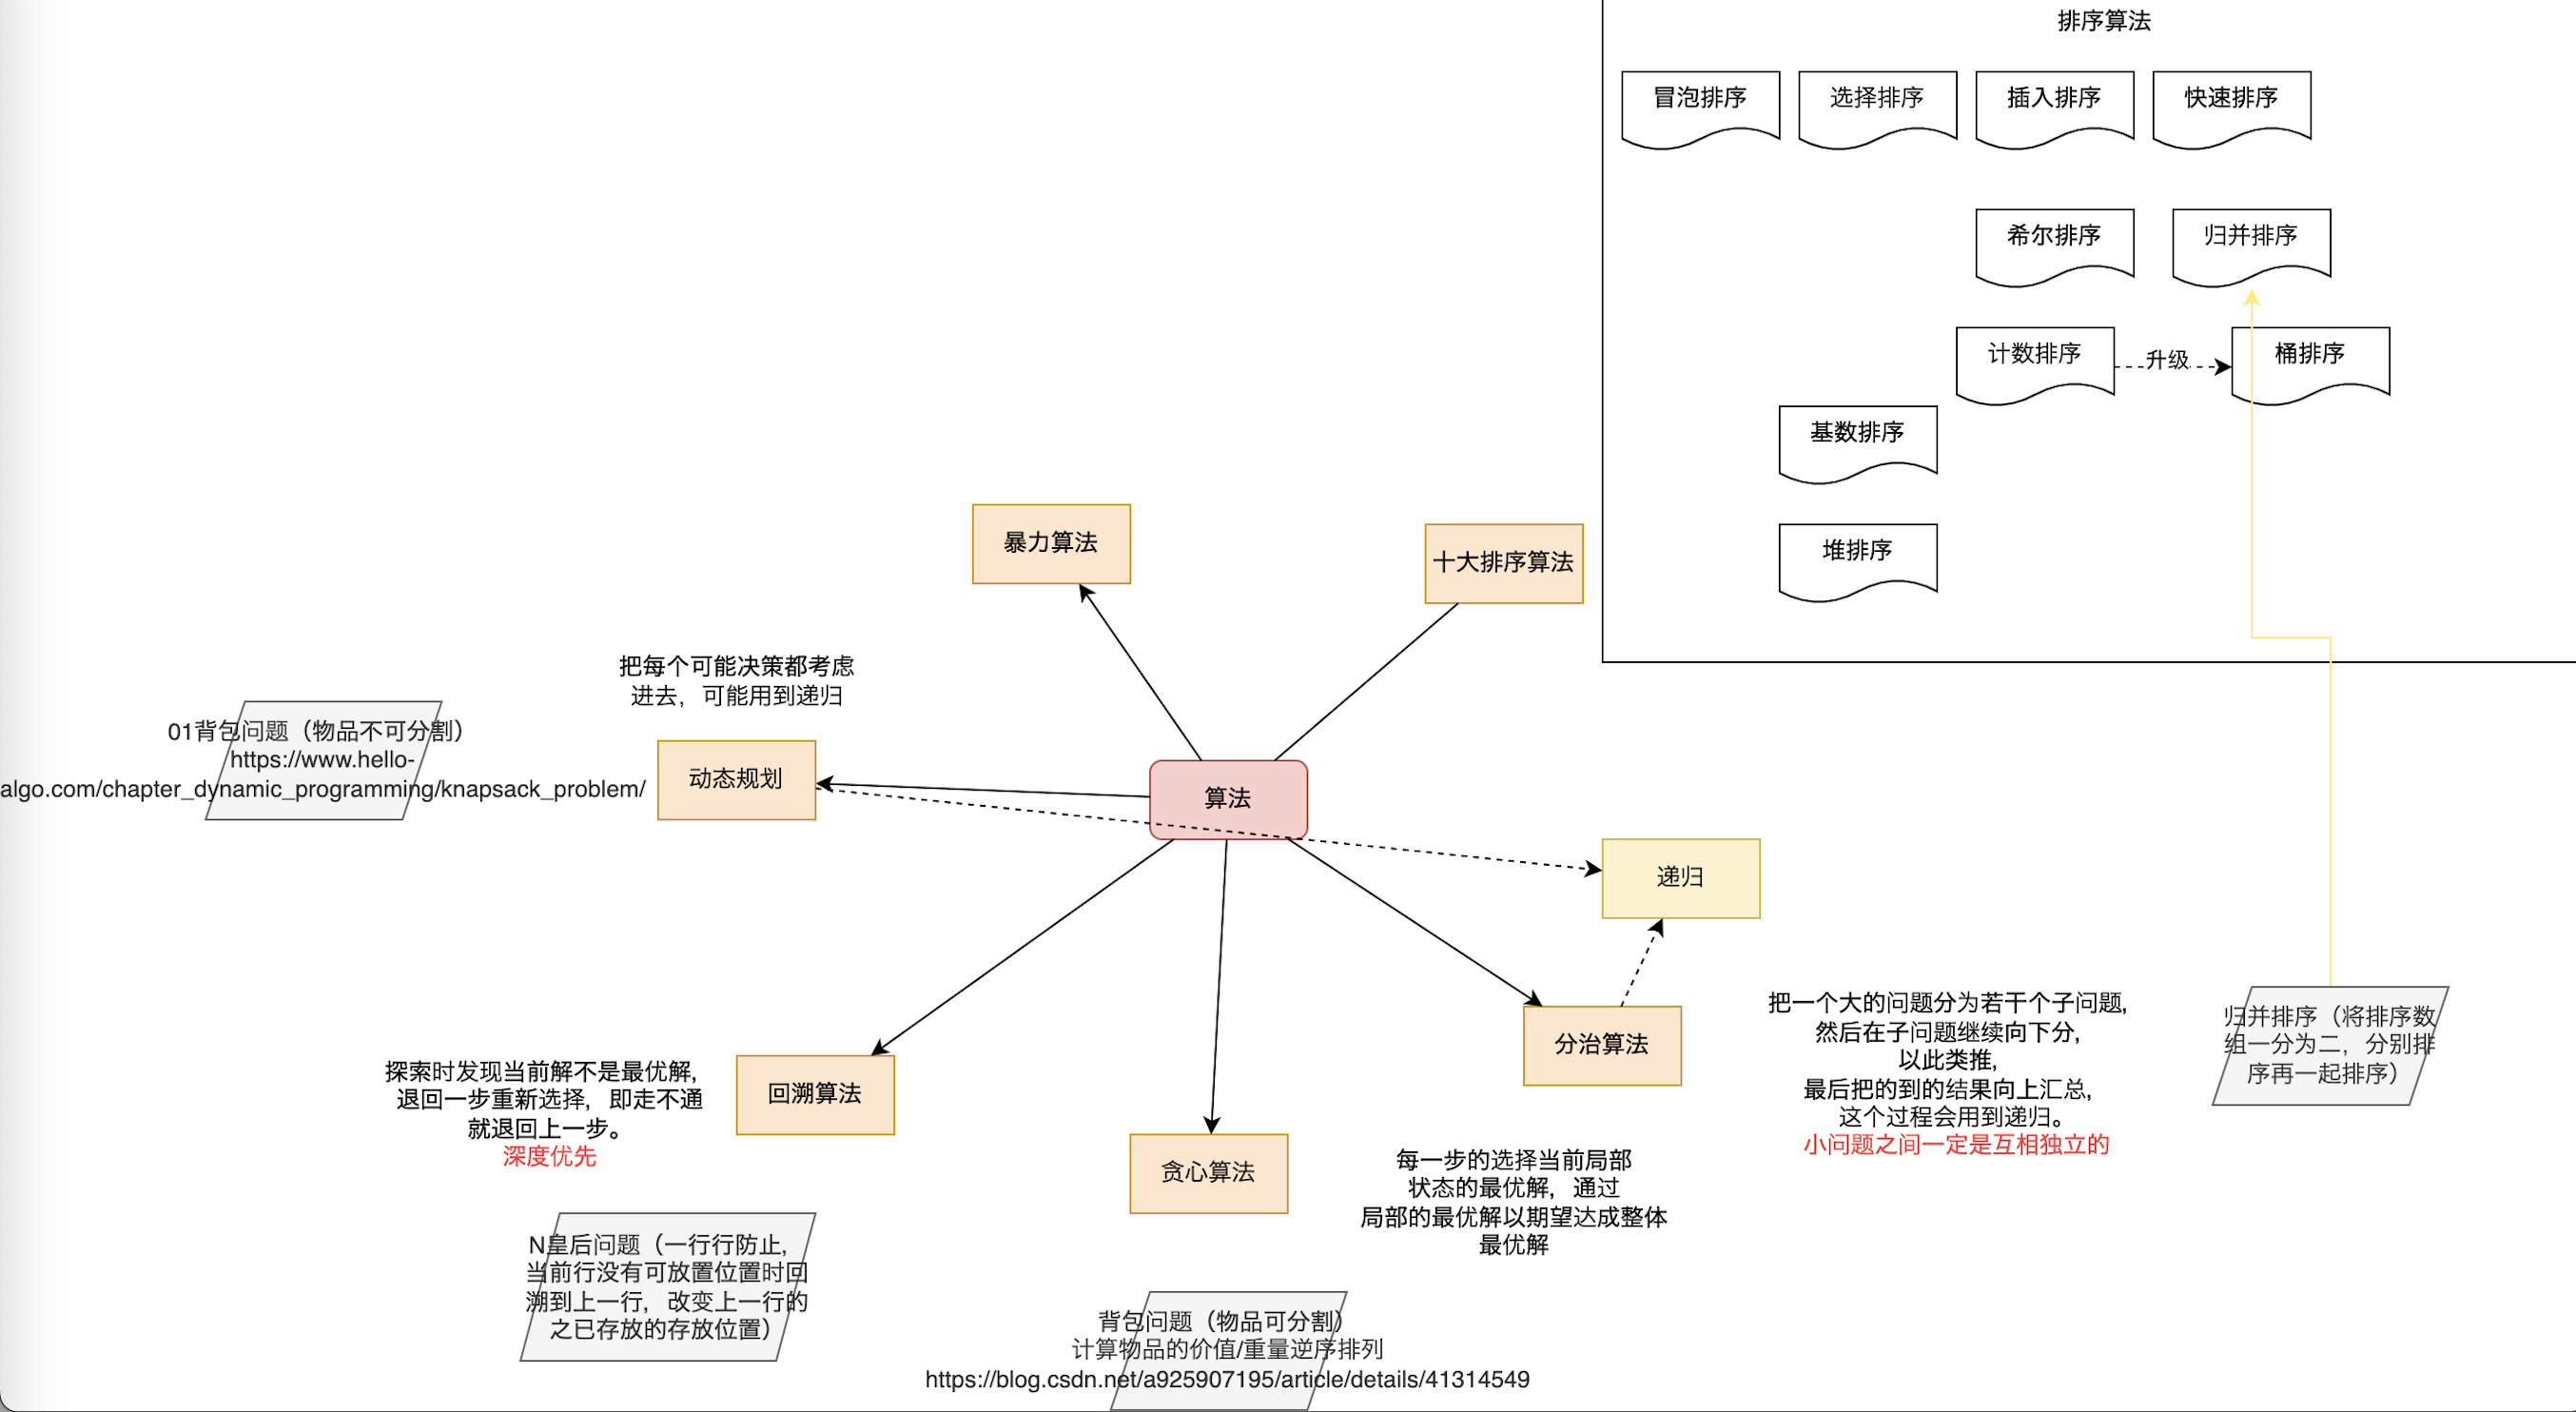 排序算法
冒泡排序
选择排序
插入排序
快速排序
希尔排序
归并排序
计数排序
升级
桶排序
基数排序
堆排序
暴力算法
十大排序算法
把每个可能决策都考虑
进去，可能用到递归
01背包问题（物品不可分割）
https://www.hello-
algo.com/chapter_dynamic_programming/knapsack_problem/
动态规划
算法
递归
分治算法
把一个大的问题分为若干个子问题，
然后在子问题继续向下分，
以此类推，
最后把的到的结果向上汇总，
这个过程会用到递归。
小问题之间一定是互相独立的
归并排序（将排序数
组一分为二，分别排
序再一起排序）
探索时发现当前解不是最优解，
退回一步重新选择，即走不通
就退回上一步。
深度优先
回溯算法
贪心算法
每一步的选择当前局部
状态的最优解，通过
局部的最优解以期望达成整体
最优解
N皇后问题（一行行防止，
当前行没有可放置位置时回
溯到上一行，改变上一行的
之已存放的存放位置）
背包问题（物品可分割）
计算物品的价值/重量逆序排列
https://blog.csdn.net/a925907195/article/details/41314549